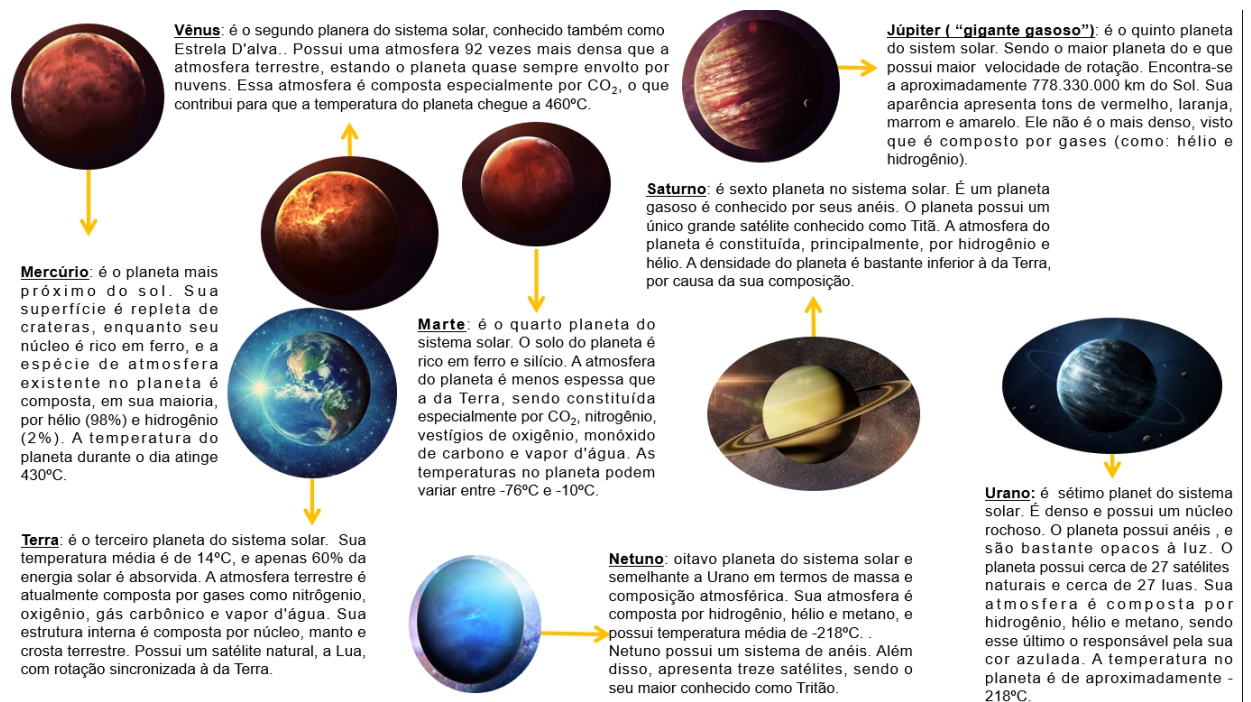 Vênus: é o segundo planera do sistema solar, conhecido também como
Estrela D'alva.. Possui uma atmosfera 92 vezes mais densa que a
atmosfera terrestre, estando o planeta quase sempre envolto por
nuvens. Essa atmosfera é composta especialmente por CO₂, o que
contribui para que a temperatura do planeta chegue a 460ºC.
Júpiter ( “gigante gasoso”): é o quinto planeta
do sistem solar. Sendo o maior planeta do e que
possui maior velocidade de rotação. Encontra-se
a aproximadamente 778.330.000 km do Sol. Sua
aparência apresenta tons de vermelho, laranja,
marrom e amarelo. Ele não é o mais denso, visto
que é composto por gases (como: hélio e
hidrogênio).
Saturno: é sexto planeta no sistema solar. É um planeta
gasoso é conhecido por seus anéis. O planeta possui um
único grande satélite conhecido como Titã. A atmosfera do
planeta é constituída, principalmente, por hidrogênio e
hélio. A densidade do planeta é bastante inferior à da Terra,
por causa da sua composição.
Mercúrio: é o planeta mais
próximo do sol. Sua
superfície é repleta de
crateras, enquanto seu
núcleo é rico em ferro, e a
espécie de atmosfera
existente no planeta é
composta, em sua maioria,
por hélio (98%) e hidrogênio
(2%). A temperatura do
planeta durante o dia atinge
430ºC.
Marte: é o quarto planeta do
sistema solar. O solo do planeta é
rico em ferro e silício. A atmosfera
do planeta é menos espessa que
a da Terra, sendo constituída
especialmente por CO₂, nitrogênio,
vestígios de oxigênio, monóxido
de carbono e vapor d'água. As
temperaturas no planeta podem
variar entre -76ºC e -10ºC.
Urano: é sétimo planet do sistema
solar. É denso e possui um núcleo
rochoso. O planeta possui anéis , e
são bastante opacos à luz. O
planeta possui cerca de 27 satélites
naturais e cerca de 27 luas. Sua
atmosfera é composta por
hidrogênio, hélio e metano, sendo
esse último o responsável pela sua
cor azulada. A temperatura no
planeta é de aproximadamente -
218ºC.
Terra: é o terceiro planeta do sistema solar. Sua
temperatura média é de 14ºC, e apenas 60% da
energia solar é absorvida. A atmosfera terrestre é
atualmente composta por gases como nitrôgenio,
oxigênio, gás carbônico e vapor d'água. Sua
estrutura interna é composta por núcleo, manto e
crosta terrestre. Possui um satélite natural, a Lua,
com rotação sincronizada à da Terra.
Netuno: oitavo planeta do sistema solar e
semelhante a Urano em termos de massa e
composição atmosférica. Sua atmosfera é
composta por hidrogênio, hélio e metano, e
possui temperatura média de -218ºC. .
Netuno possui um sistema de anéis. Além
disso, apresenta treze satélites, sendo o
seu maior conhecido como Tritão.